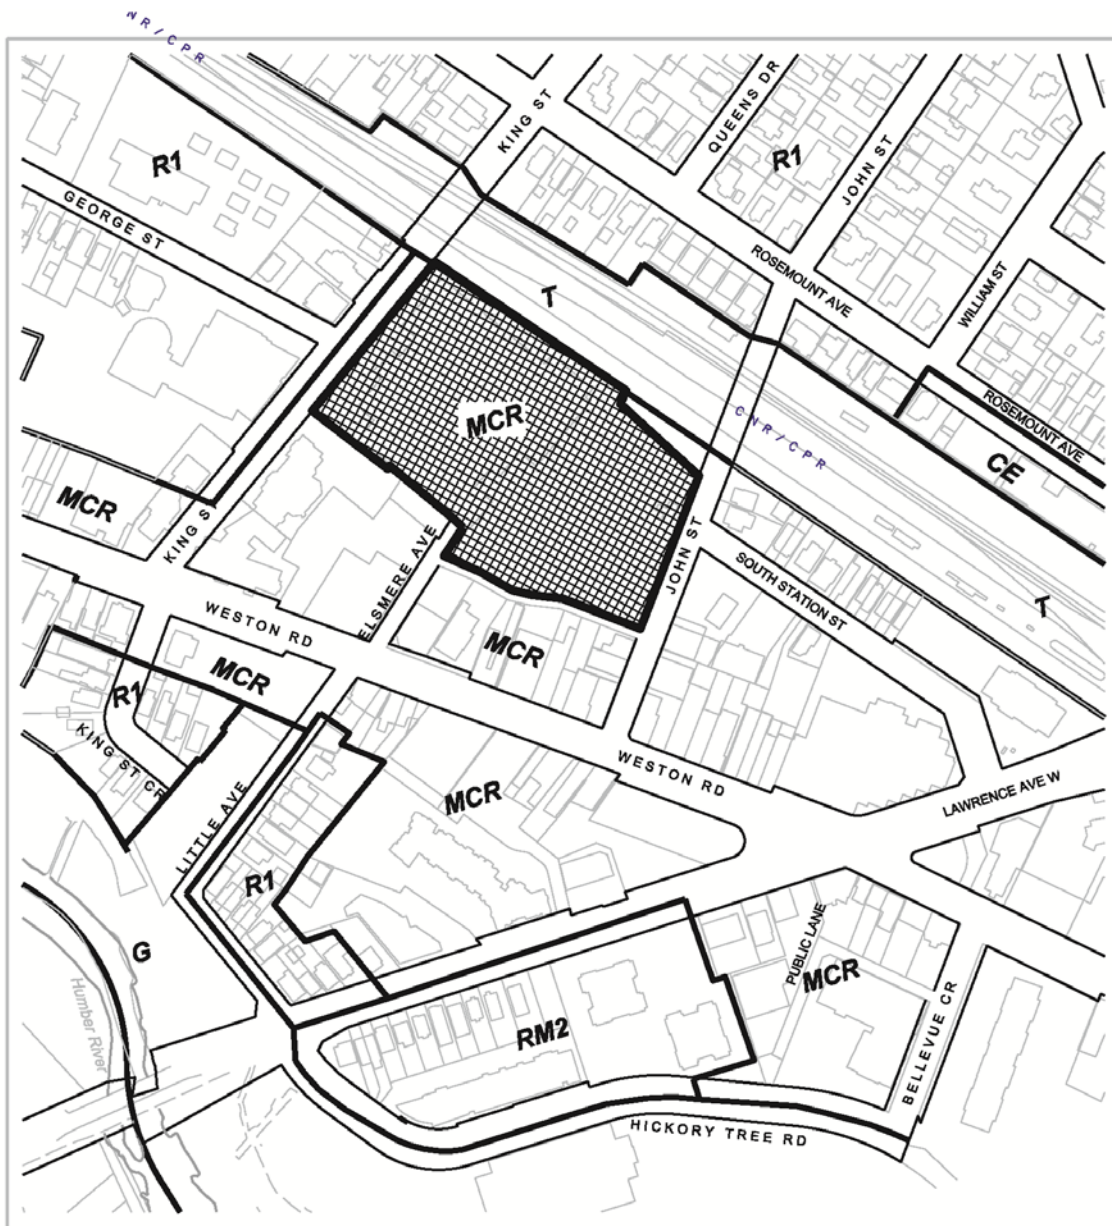 NR/CPR
KING ST
QUEENS DR
R1
R1
JOHN ST
GEORGE ST
ROSEMOUNT AVE
WILLIAM ST
T
MCR
CNR/CPR
ROSEMOUNT AVE
CE
MCR
KING S
ELSMERE AVE
JOHN ST
SOUTH STATION ST
T
WESTON RD
MCR
MCR
R1
KING ST CR
WESTON RD
LAWRENCE AVE W
MCR
LITTLE AVE
R1
G
PUBLIC LANE
MCR
Humber River
RM2
BELLEVUE CR
HICKORY TREE RD